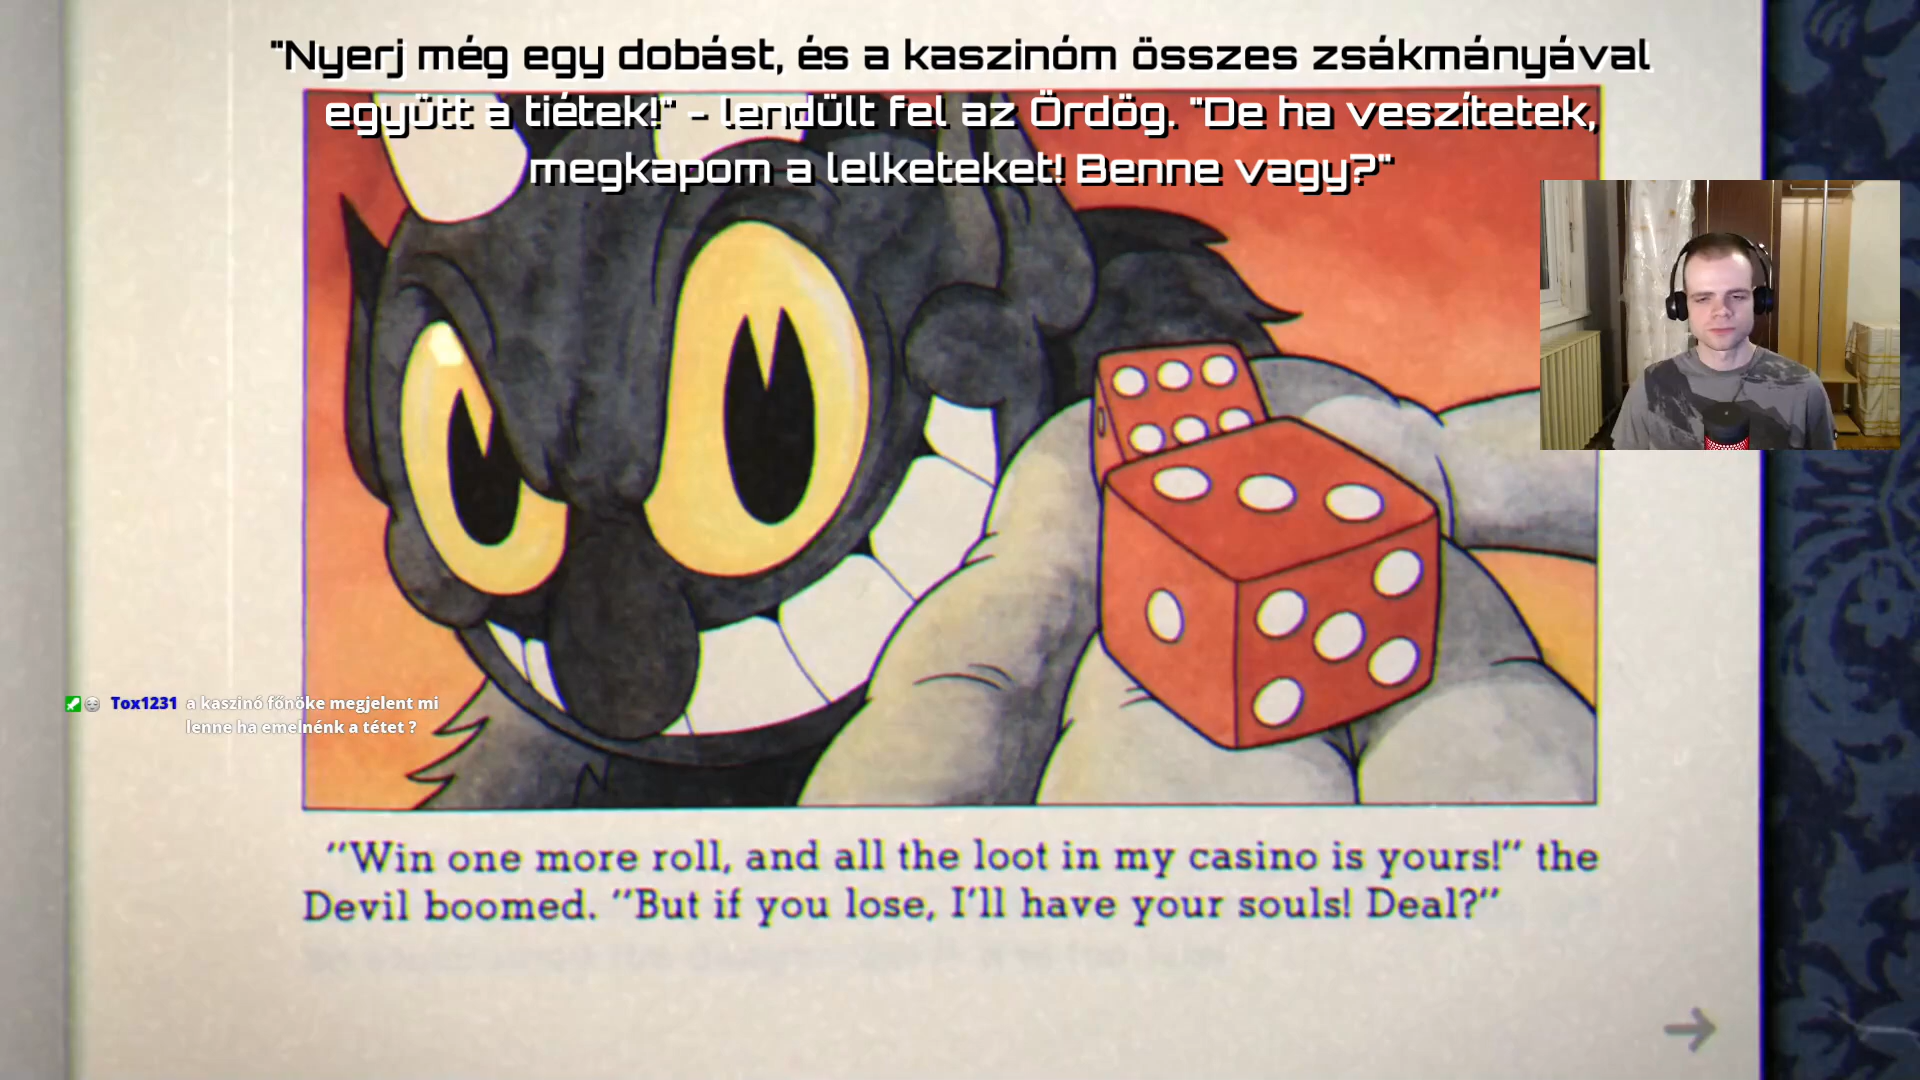 "Nyerj még egy dobást, és a kaszinóm összes zsákmányával
együtt a tiétek!" - lendült fel az Ördög. "De ha veszítetek,
megkapom a lelketeket! Benne vagy?"
Tox1231 a kaszinó főnöke megjelent mi
lenne ha emelnénk a tétet ?
"Win one more roll, and all the loot in my casino is yours!" the
Devil boomed. "But if you lose, I'll have your souls! Deal?"